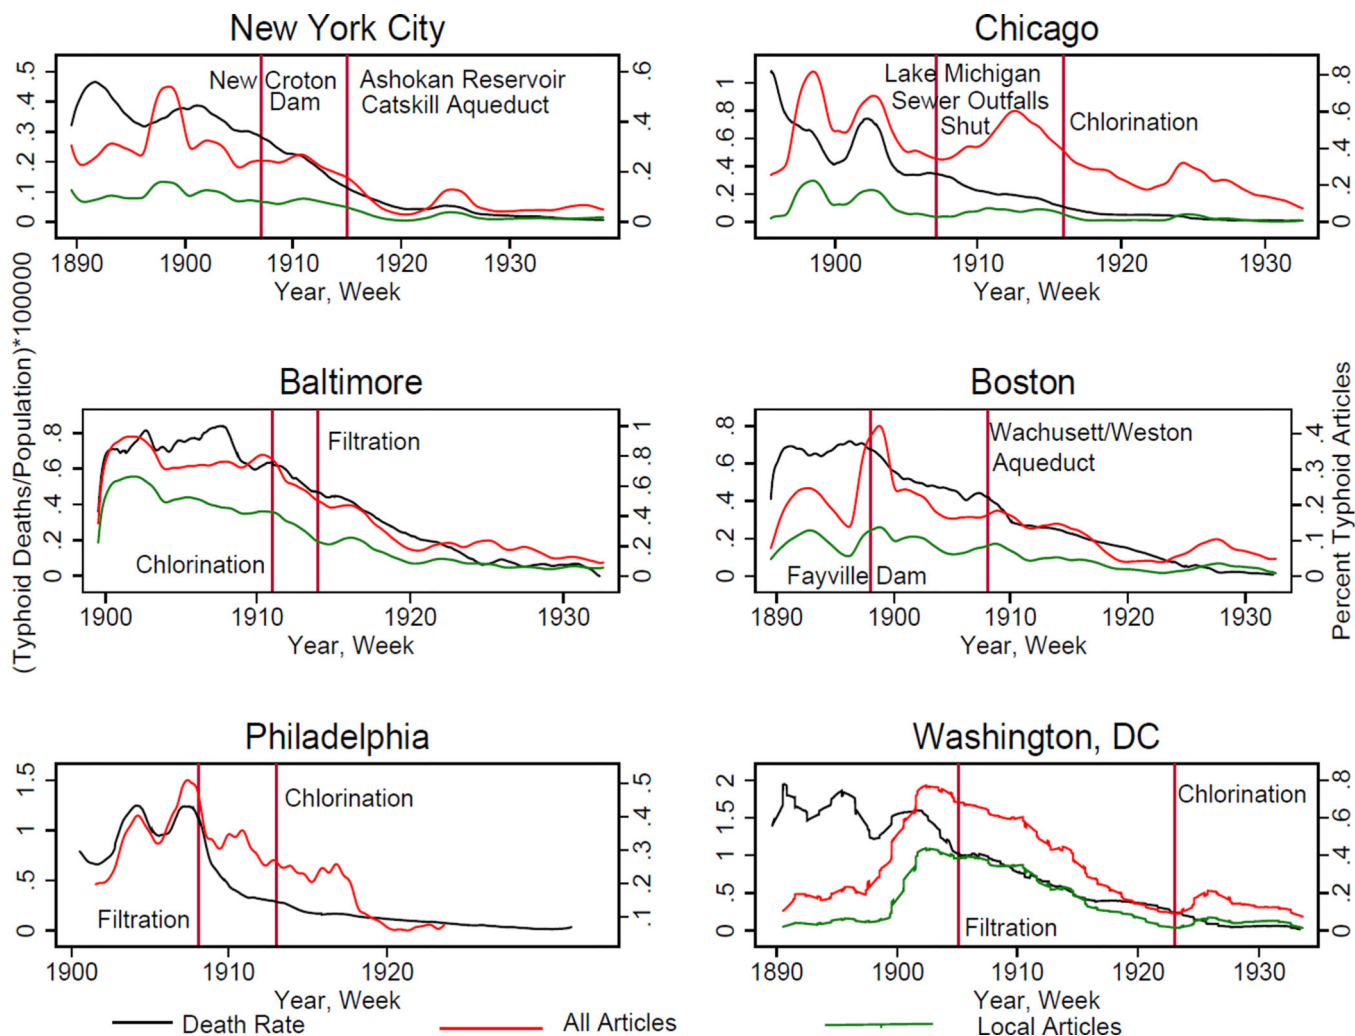 New York City
Chicago
(Typhoid Deaths/Population)*100000
.5
.4
.3
.2
.1
0
New Croton
Dam
Ashokan Reservoir
Catskill Aqueduct
.6
.4
.2
0
1890
1900
1910
1920
1930
Year, Week
1
.8
.6
.4
.2
0
Lake Michigan
Sewer Outfalls
Shut
Chlorination
.8
.6
.4
.2
0
1900
1910
1920
1930
Year, Week
Baltimore
Boston
.8
.6
.4
.2
0
Chlorination
Filtration
1
.8
.6
.4
.2
0
1900
1910
1920
1930
Year, Week
.8
.6
.4
.2
0
Fayville Dam
Wachusett/Weston
Aqueduct
.4
.3
.2
.1
0
1890
1900
1910
1920
1930
Year, Week
Percent Typhoid Articles
Philadelphia
Washington, DC
1.5
1
.5
0
Filtration
Chlorination
.5
.4
.3
.2
.1
1900
1910
1920
Year, Week
2
1.5
1
.5
0
Filtration
Chlorination
.8
.6
.4
.2
0
1890
1900
1910
1920
1930
Year, Week
Death Rate
All Articles
Local Articles